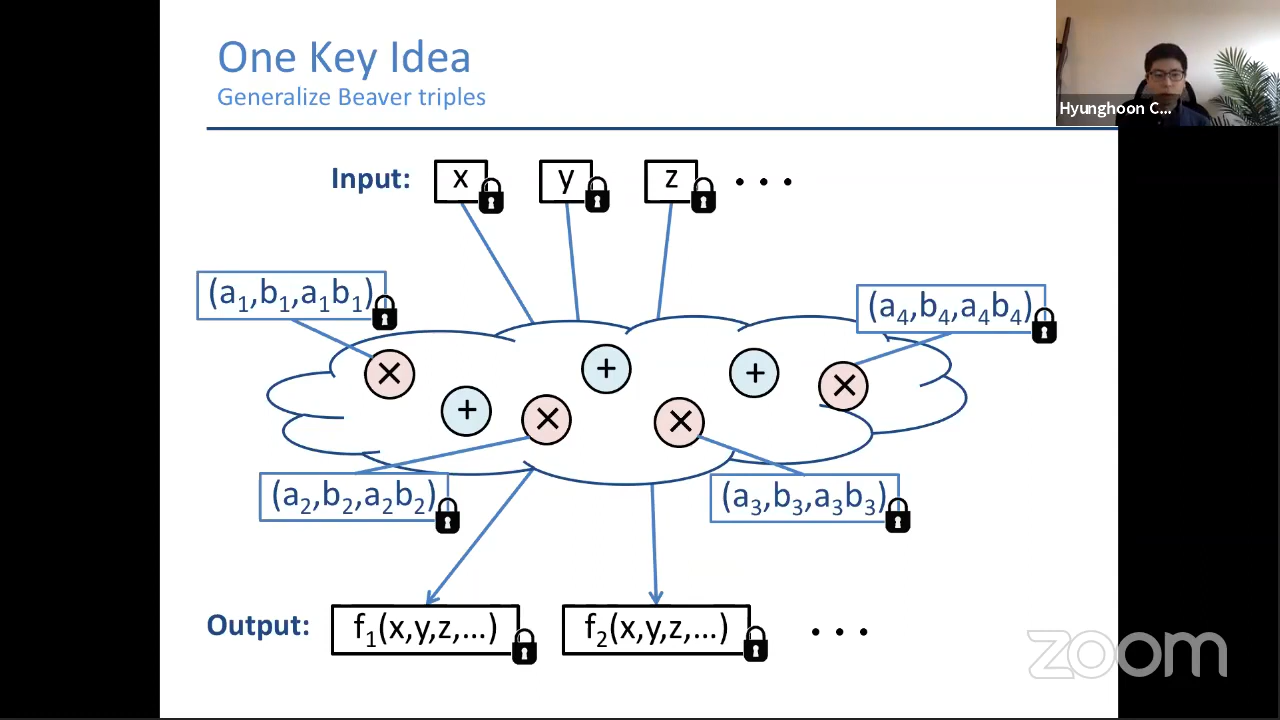 One Key Idea
Generalize Beaver triples
Hyunghoon C...
Input: x y z • • •
(a₁,b₁,a₁b₁)
(a₄,b₄,a₄b₄)
× + × + × + ×
(a₂,b₂,a₂b₂)
(a₃,b₃,a₃b₃)
Output: f₁(x,y,z,...) f₂(x,y,z,...) • • •
zoom